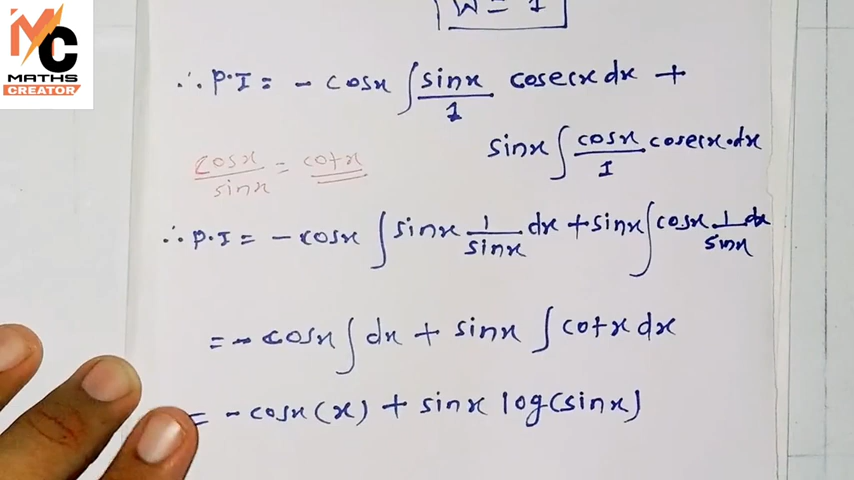 W = 1
MC
MATHS
CREATOR
∴ P.I = - cosx ∫ sinx/1 cosecx dx +
sinx ∫ cosx/1 cosecx.dx
cosx/sinx = cotx
∴ P.I = - cosx ∫ sinx 1/sinx dx + sinx ∫ cosx.1/sinx dx
= - cosx ∫ dx + sinx ∫ cotx dx
= - cosx (x) + sinx log(sinx)